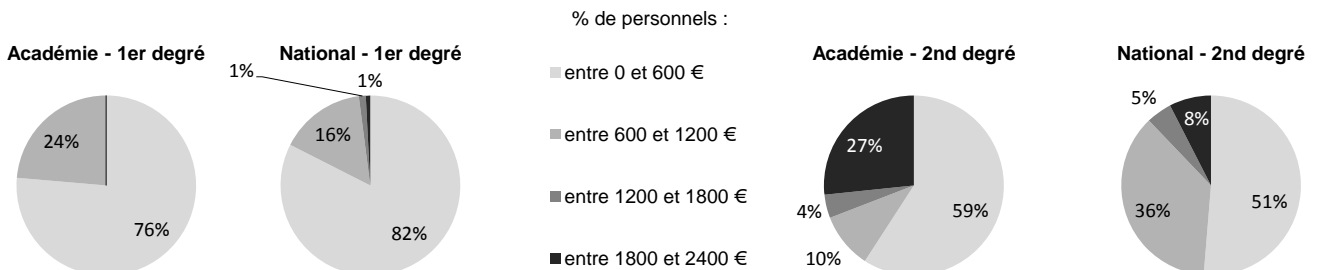 % de personnels :
Académie - 1er degré
National - 1er degré
Académie - 2nd degré
National - 2nd degré
24%
76%
1%
1%
16%
82%
entre 0 et 600 €
entre 600 et 1200 €
entre 1200 et 1800 €
entre 1800 et 2400 €
27%
4%
10%
59%
5%
8%
36%
51%